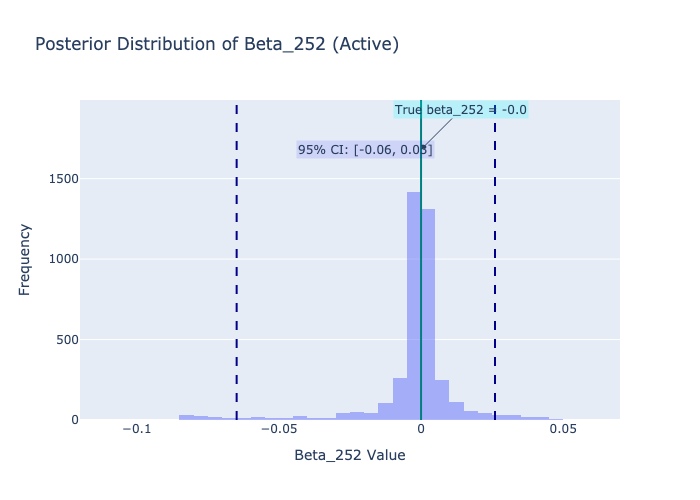 Posterior Distribution of Beta_252 (Active)
True beta_252 = -0.0
95% CI: [-0.06, 0.03]
1500
1000
500
0
Frequency
−0.1
−0.05
0
0.05
Beta_252 Value